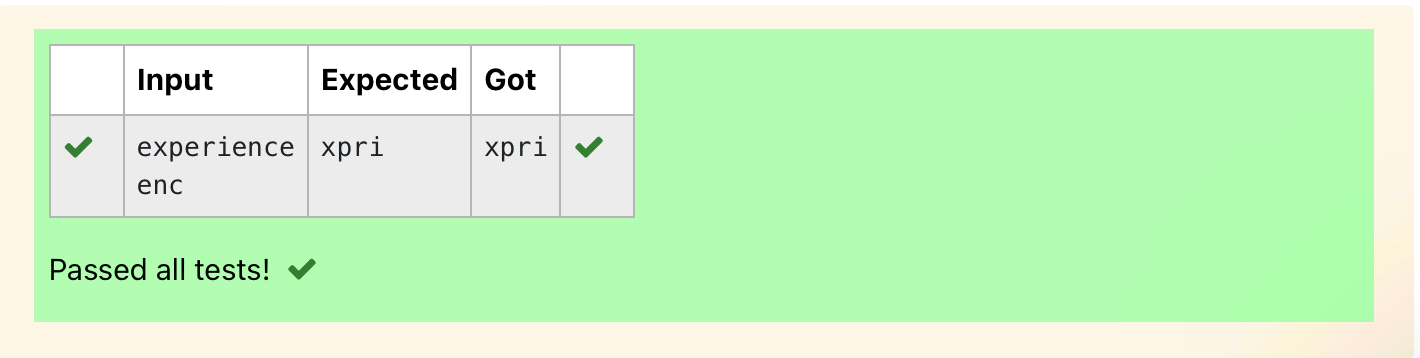 Input Expected Got
experience xpri xpri
enc
Passed all tests!